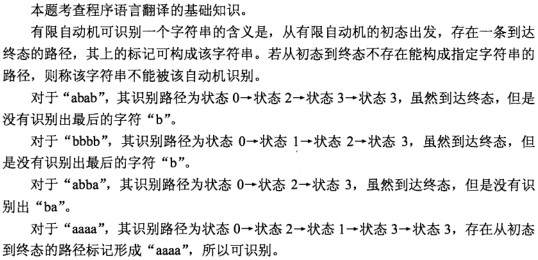 本题考查程序语言翻译的基础知识。
有限自动机可识别一个字符串的含义是，从有限自动机的初态出发，存在一条到达
终态的路径，其上的标记可构成该字符串。若从初态到终态不存在能构成指定字符串的
路径，则称该字符串不能被该自动机识别。
对于“abab”，其识别路径为状态 0→状态 2→状态 3→状态 3，虽然到达终态，但是
没有识别出最后的字符“b”。
对于“bbbb”，其识别路径为状态 0→状态 1→状态 2→状态 3，虽然到达终态，但
是没有识别出最后的字符“b”。
对于“abba”，其识别路径为状态 0→状态 2→状态 3，虽然到达终态，但是没有识
别出“ba”。
对于“aaaa”，其识别路径为状态 0→状态 2→状态 1→状态 3→状态 3，存在从初态
到终态的路径标记形成“aaaa”，所以可识别。